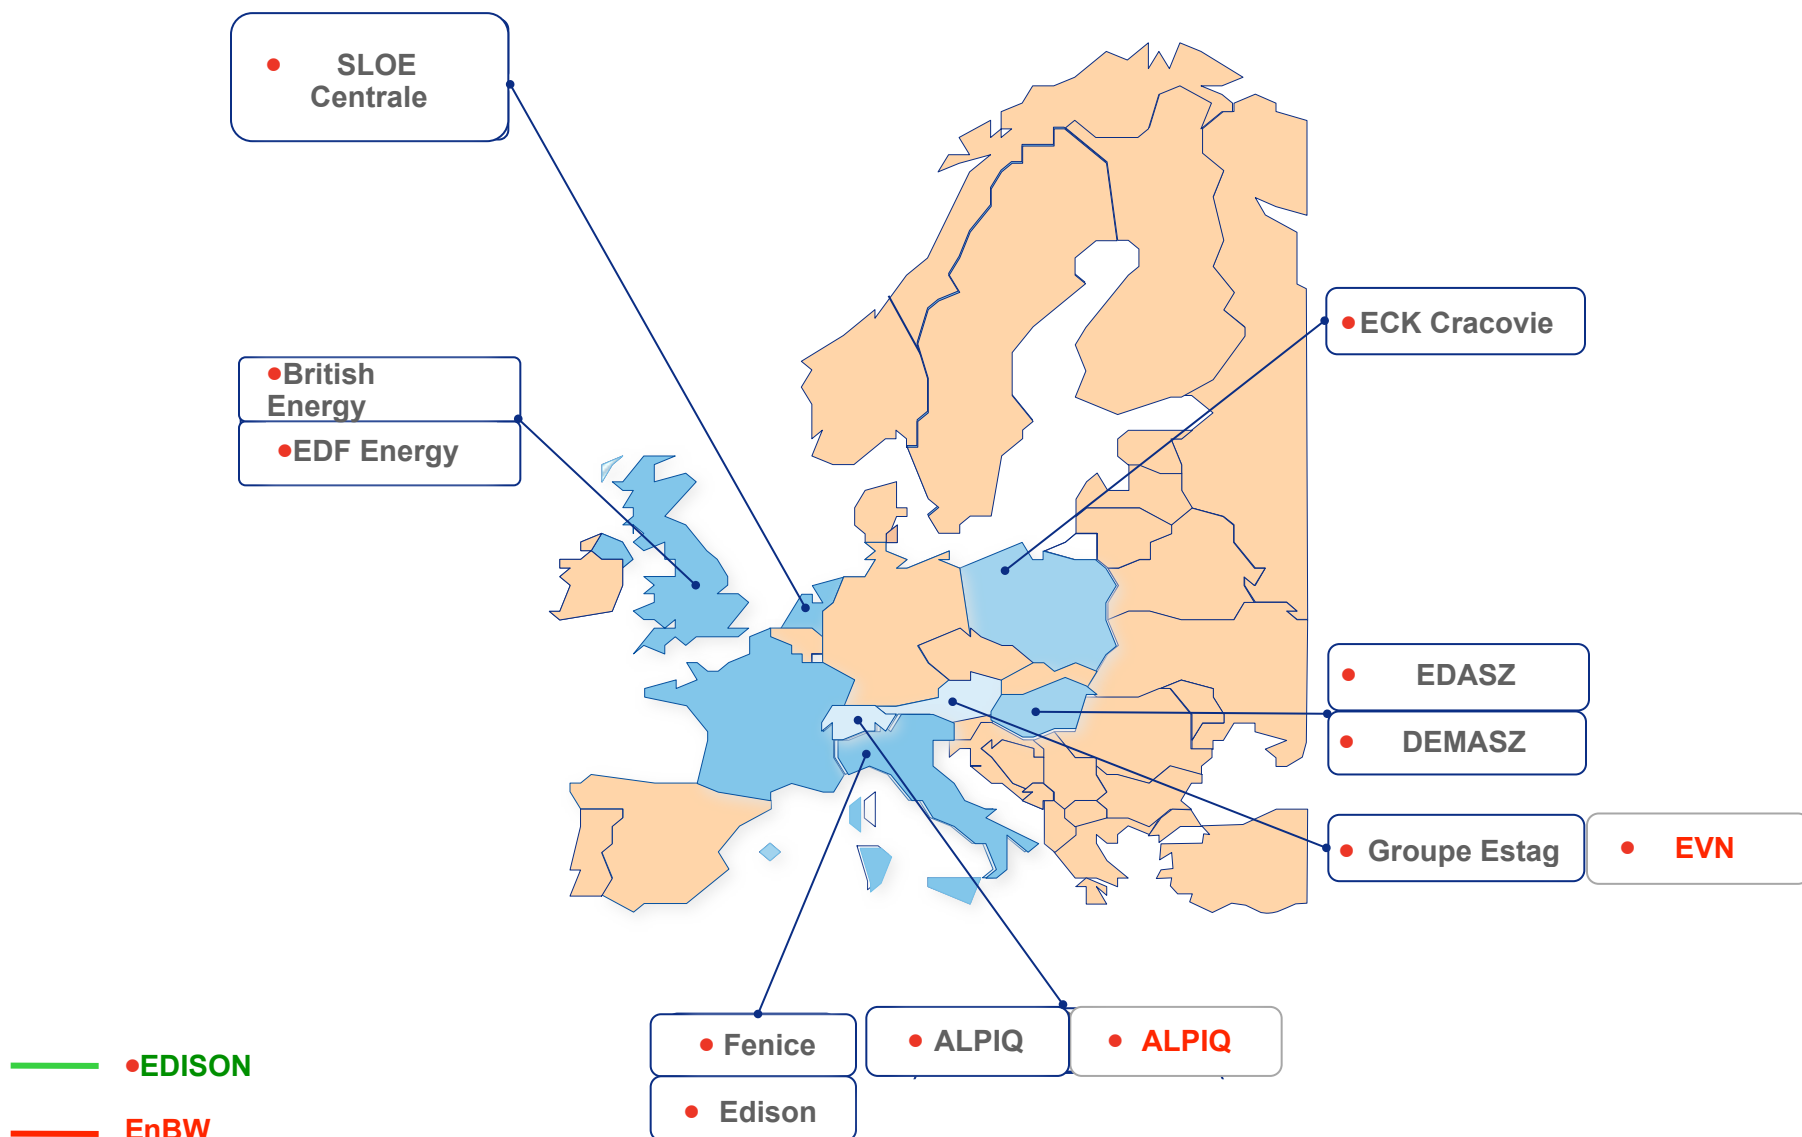 • SLOE
Centrale
• ECK Cracovie
•British
Energy
•EDF Energy
• EDASZ
• DEMASZ
• Groupe Estag
• EVN
• Fenice
• ALPIQ
• ALPIQ
• Edison
•EDISON
EnBW